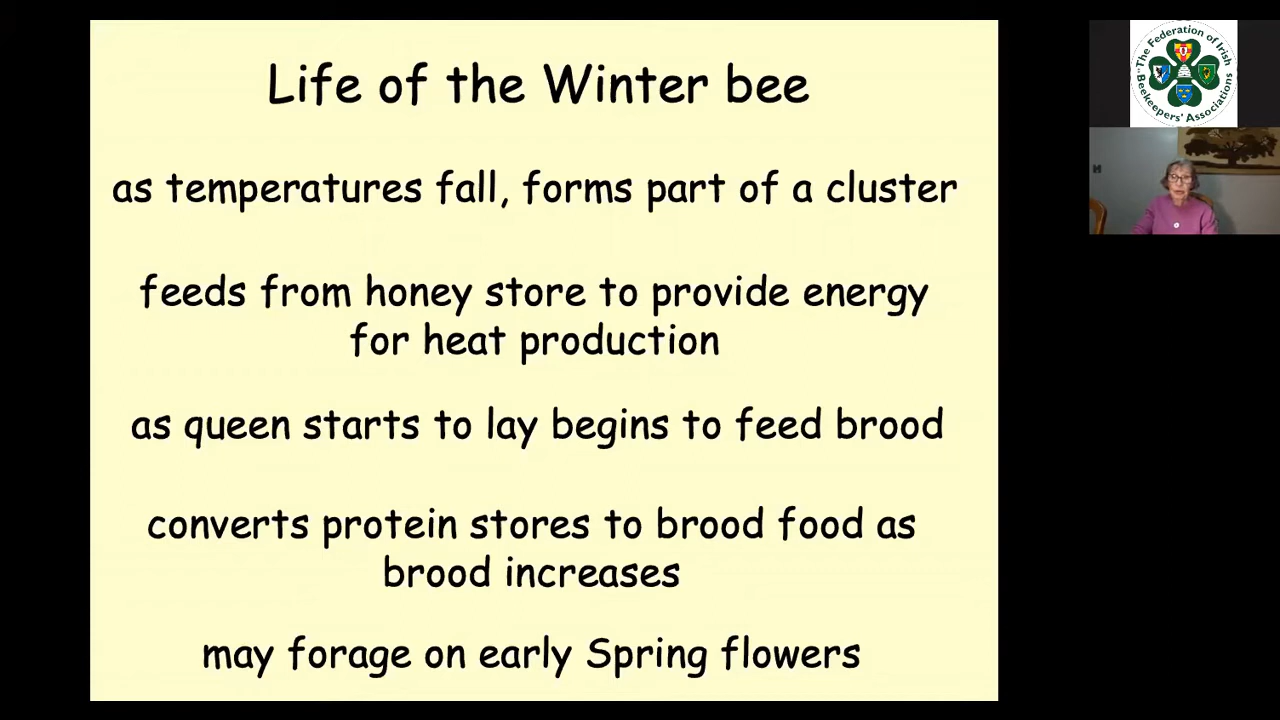 Life of the Winter bee
as temperatures fall, forms part of a cluster
feeds from honey store to provide energy
for heat production
as queen starts to lay begins to feed brood
converts protein stores to brood food as
brood increases
may forage on early Spring flowers
"The Federation of Irish
Beekeepers' Associations"